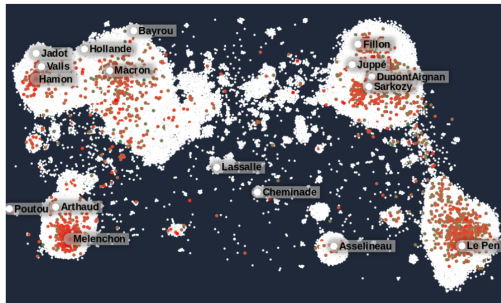 Bayrou
Hollande
Jadot
Valls
Hamon
Macron
Fillon
Juppé
DupontAignan
Sarkozy
Lassalle
Cheminade
Poutou
Arthaud
Melenchon
Asselineau
Le Pen